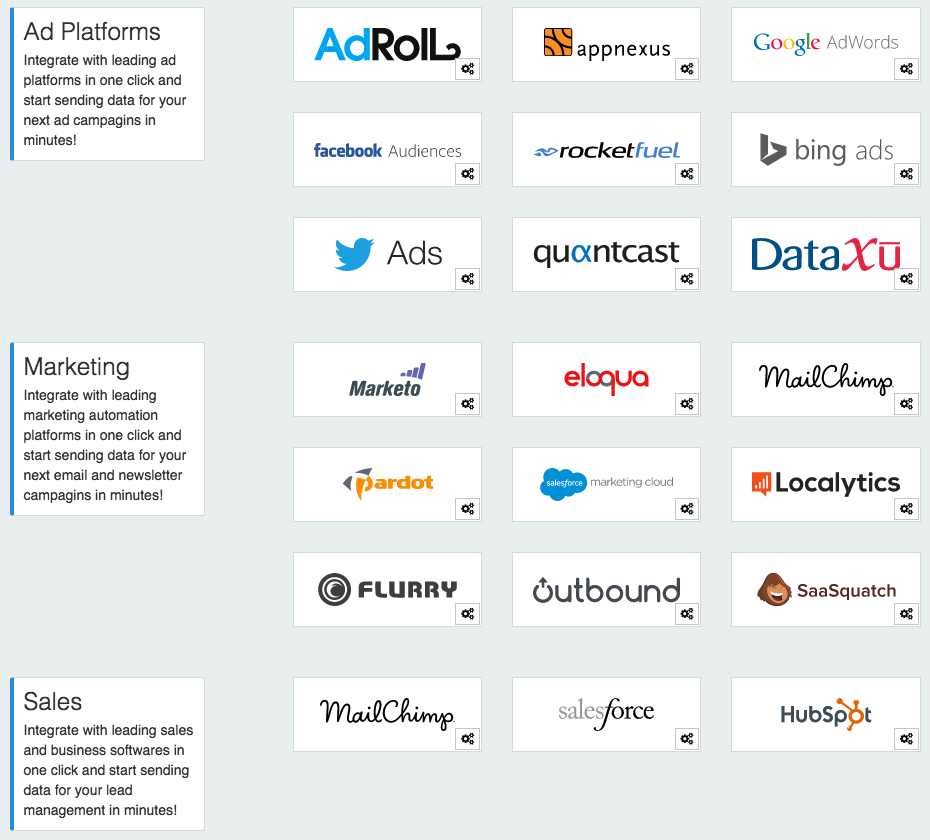 Ad Platforms
Integrate with leading ad
platforms in one click and
start sending data for your
next ad campagins in
minutes!
AdRoll
appnexus
Google AdWords
facebook Audiences
rocketfuel
bing ads
Ads
quantcast
DataXu
Marketing
Integrate with leading
marketing automation
platforms in one click and
start sending data for your
next email and newsletter
campagins in minutes!
Marketo
eloqua
MailChimp
Pardot
salesforce marketing cloud
Localytics
FLURRY
Outbound
SaaSquatch
Sales
Integrate with leading sales
and business softwares in
one click and start sending
data for your lead
management in minutes!
MailChimp
salesforce
HubSpot